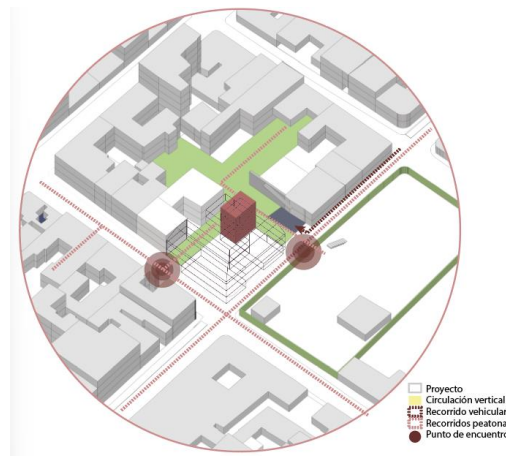 Proyecto
Circulación vertical
Recorrido vehicular
Recorridos peatona
Punto de encuentro